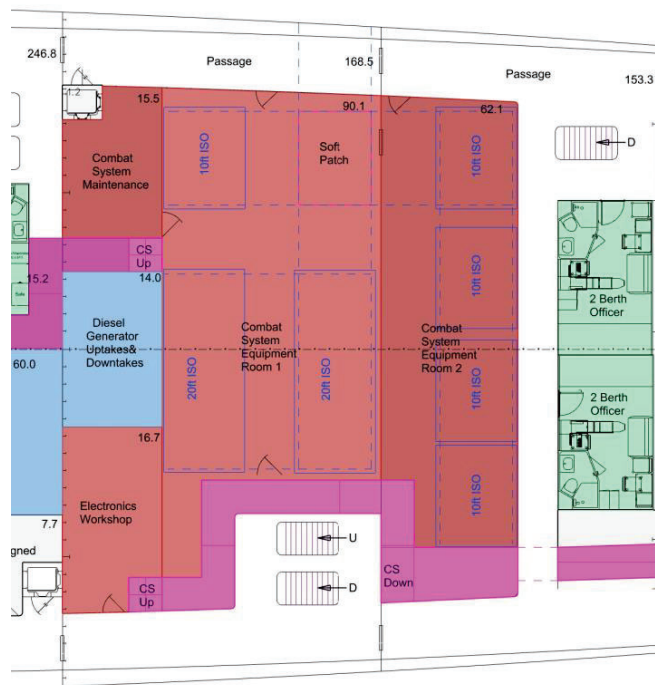 246.8
Passage
168.5
Passage
153.3
15.5
90.1
62.1
D
Combat
System
Maintenance
10ft ISO
Soft
Patch
10ft ISO
CS
Up
15.2
14.0
10ft ISO
Diesel
Generator
Uptakes&
Downtakes
2 Berth
Officer
Combat
System
Equipment
Room 1
Combat
System
Equipment
Room 2
60.0
20ft ISO
20ft ISO
10ft ISO
2 Berth
Officer
16.7
Electronics
Workshop
10ft ISO
7.7
gned
U
CS
Down
D
CS
Up